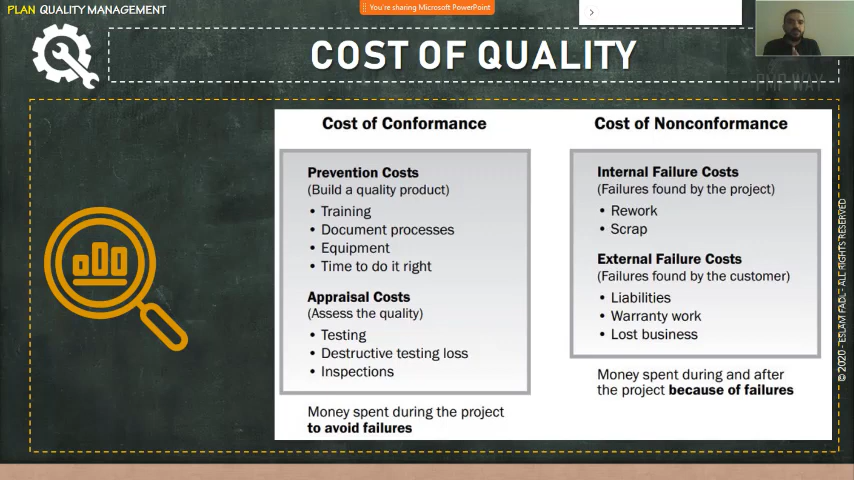 PLAN QUALITY MANAGEMENT
You're sharing Microsoft PowerPoint
COST OF QUALITY
PMP WAY
Cost of Conformance
Prevention Costs
(Build a quality product)
• Training
• Document processes
• Equipment
• Time to do it right
Appraisal Costs
(Assess the quality)
• Testing
• Destructive testing loss
• Inspections
Money spent during the project
to avoid failures
Cost of Nonconformance
Internal Failure Costs
(Failures found by the project)
• Rework
• Scrap
External Failure Costs
(Failures found by the customer)
• Liabilities
• Warranty work
• Lost business
Money spent during and after
the project because of failures
© 2020 - ESLAM FADL - ALL RIGHTS RESERVED